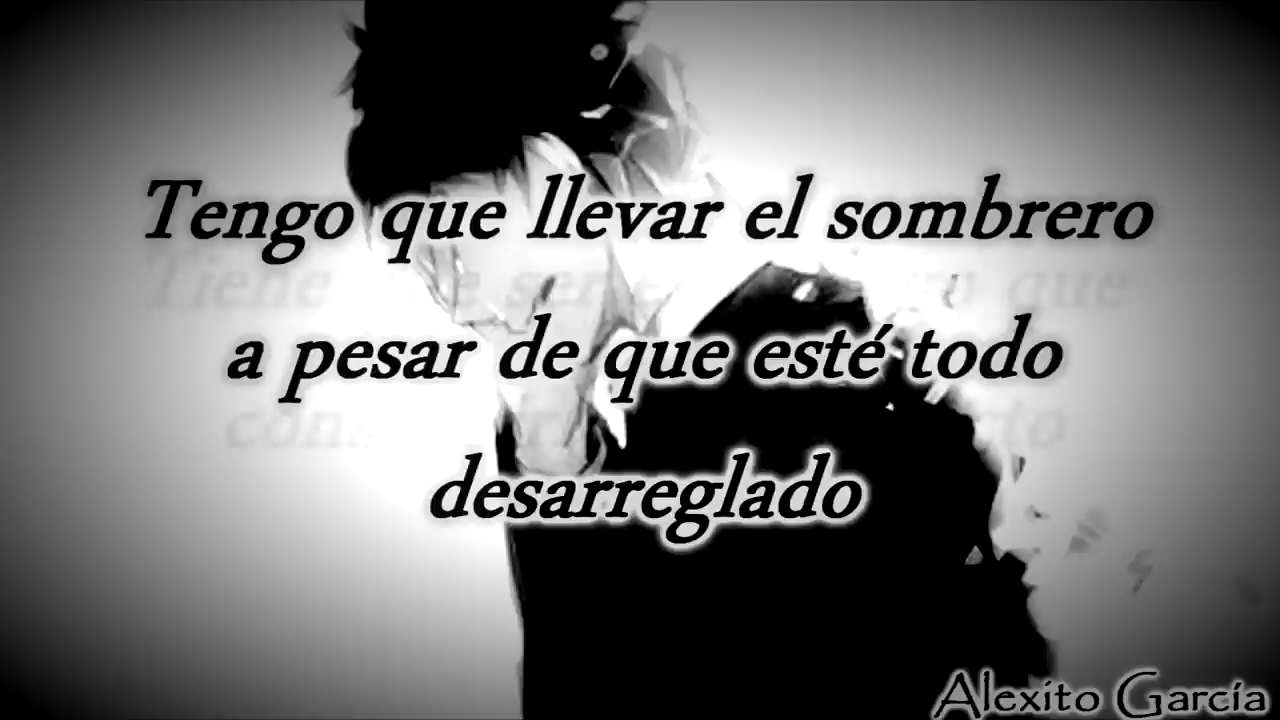 Tengo que llevar el sombrero
a pesar de que esté todo
desarreglado
Alexito García